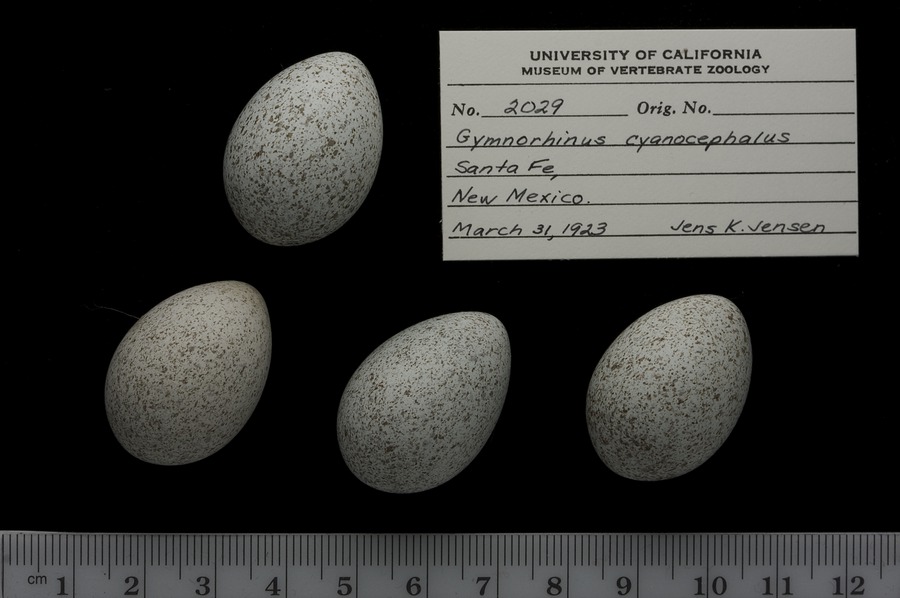 UNIVERSITY OF CALIFORNIA
MUSEUM OF VERTEBRATE ZOOLOGY
No. 2029 Orig. No.
Gymnorhinus cyanocephalus
Santa Fe,
New Mexico.
March 31, 1923 Jens K. Jensen
cm 1 2 3 4 5 6 7 8 9 10 11 12